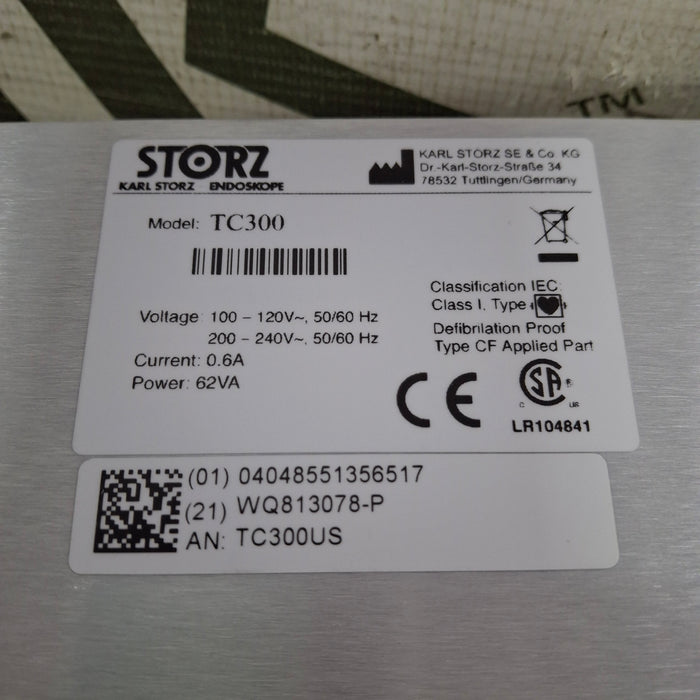 TM
STORZ
KARL STORZ ENDOSKOPE
KARL STORZ SE & Co. KG
Dr.-Karl-Storz-Straße 34
78532 Tuttlingen/Germany
Model: TC300
Voltage: 100 – 120V~, 50/60 Hz
200 – 240V~, 50/60 Hz
Current: 0.6A
Power: 62VA
Classification IEC:
Class I, Type
Defibrilation Proof
Type CF Applied Part
CE
SA
C US
LR104841
(01) 04048551356517
(21) WQ813078-P
AN: TC300US